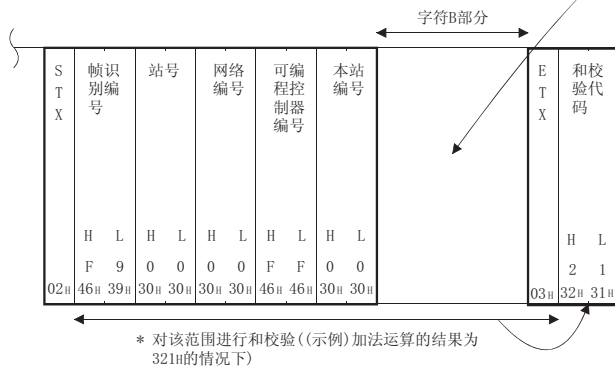 字符B部分
S
T
X
帧识
别编
号
站号
网络
编号
可编
程控
制器
编号
本站
编号
E
T
X
和校
验代
码
H L H L H L H L H L H L
F 9 0 0 0 0 F F 0 0 2 1
02H 46H 39H 30H 30H 30H 30H 46H 46H 30H 30H 03H 32H 31H
* 对该范围进行和校验((示例)加法运算的结果为
321H的情况下)